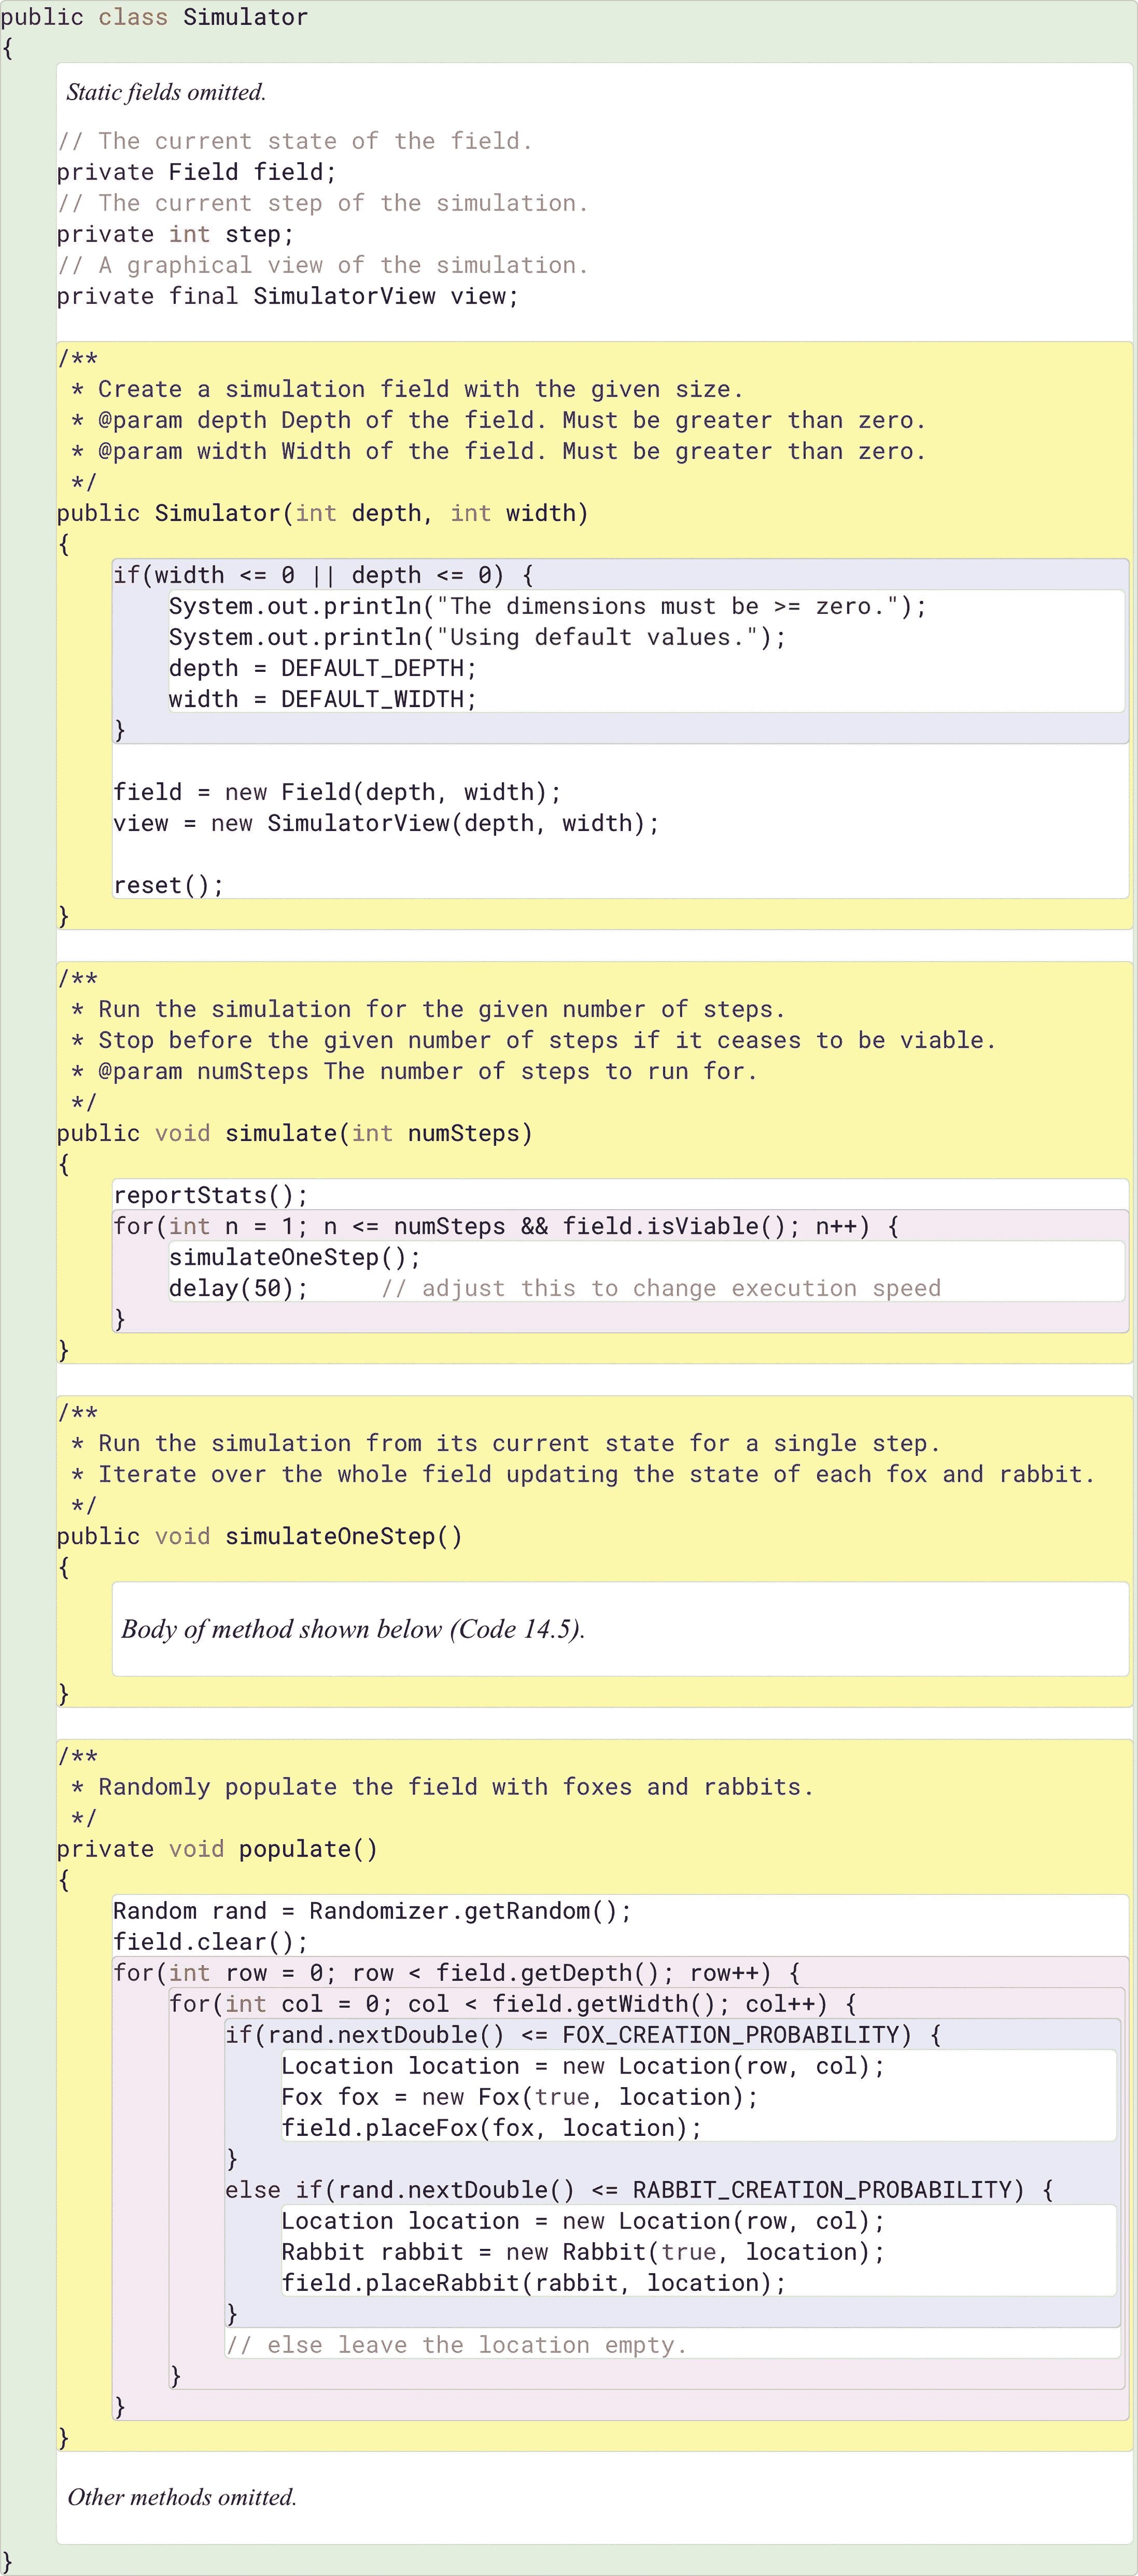 public class Simulator
{
Static fields omitted.
// The current state of the field.
private Field field;
// The current step of the simulation.
private int step;
// A graphical view of the simulation.
private final SimulatorView view;
/**
* Create a simulation field with the given size.
* @param depth Depth of the field. Must be greater than zero.
* @param width Width of the field. Must be greater than zero.
*/
public Simulator(int depth, int width)
{
if(width <= 0 || depth <= 0) {
System.out.println("The dimensions must be >= zero.");
System.out.println("Using default values.");
depth = DEFAULT_DEPTH;
width = DEFAULT_WIDTH;
}
field = new Field(depth, width);
view = new SimulatorView(depth, width);
reset();
}
/**
* Run the simulation for the given number of steps.
* Stop before the given number of steps if it ceases to be viable.
* @param numSteps The number of steps to run for.
*/
public void simulate(int numSteps)
{
reportStats();
for(int n = 1; n <= numSteps && field.isViable(); n++) {
simulateOneStep();
delay(50); // adjust this to change execution speed
}
}
/**
* Run the simulation from its current state for a single step.
* Iterate over the whole field updating the state of each fox and rabbit.
*/
public void simulateOneStep()
{
Body of method shown below (Code 14.5).
}
/**
* Randomly populate the field with foxes and rabbits.
*/
private void populate()
{
Random rand = Randomizer.getRandom();
field.clear();
for(int row = 0; row < field.getDepth(); row++) {
for(int col = 0; col < field.getWidth(); col++) {
if(rand.nextDouble() <= FOX_CREATION_PROBABILITY) {
Location location = new Location(row, col);
Fox fox = new Fox(true, location);
field.placeFox(fox, location);
}
else if(rand.nextDouble() <= RABBIT_CREATION_PROBABILITY) {
Location location = new Location(row, col);
Rabbit rabbit = new Rabbit(true, location);
field.placeRabbit(rabbit, location);
}
// else leave the location empty.
}
}
}
Other methods omitted.
}